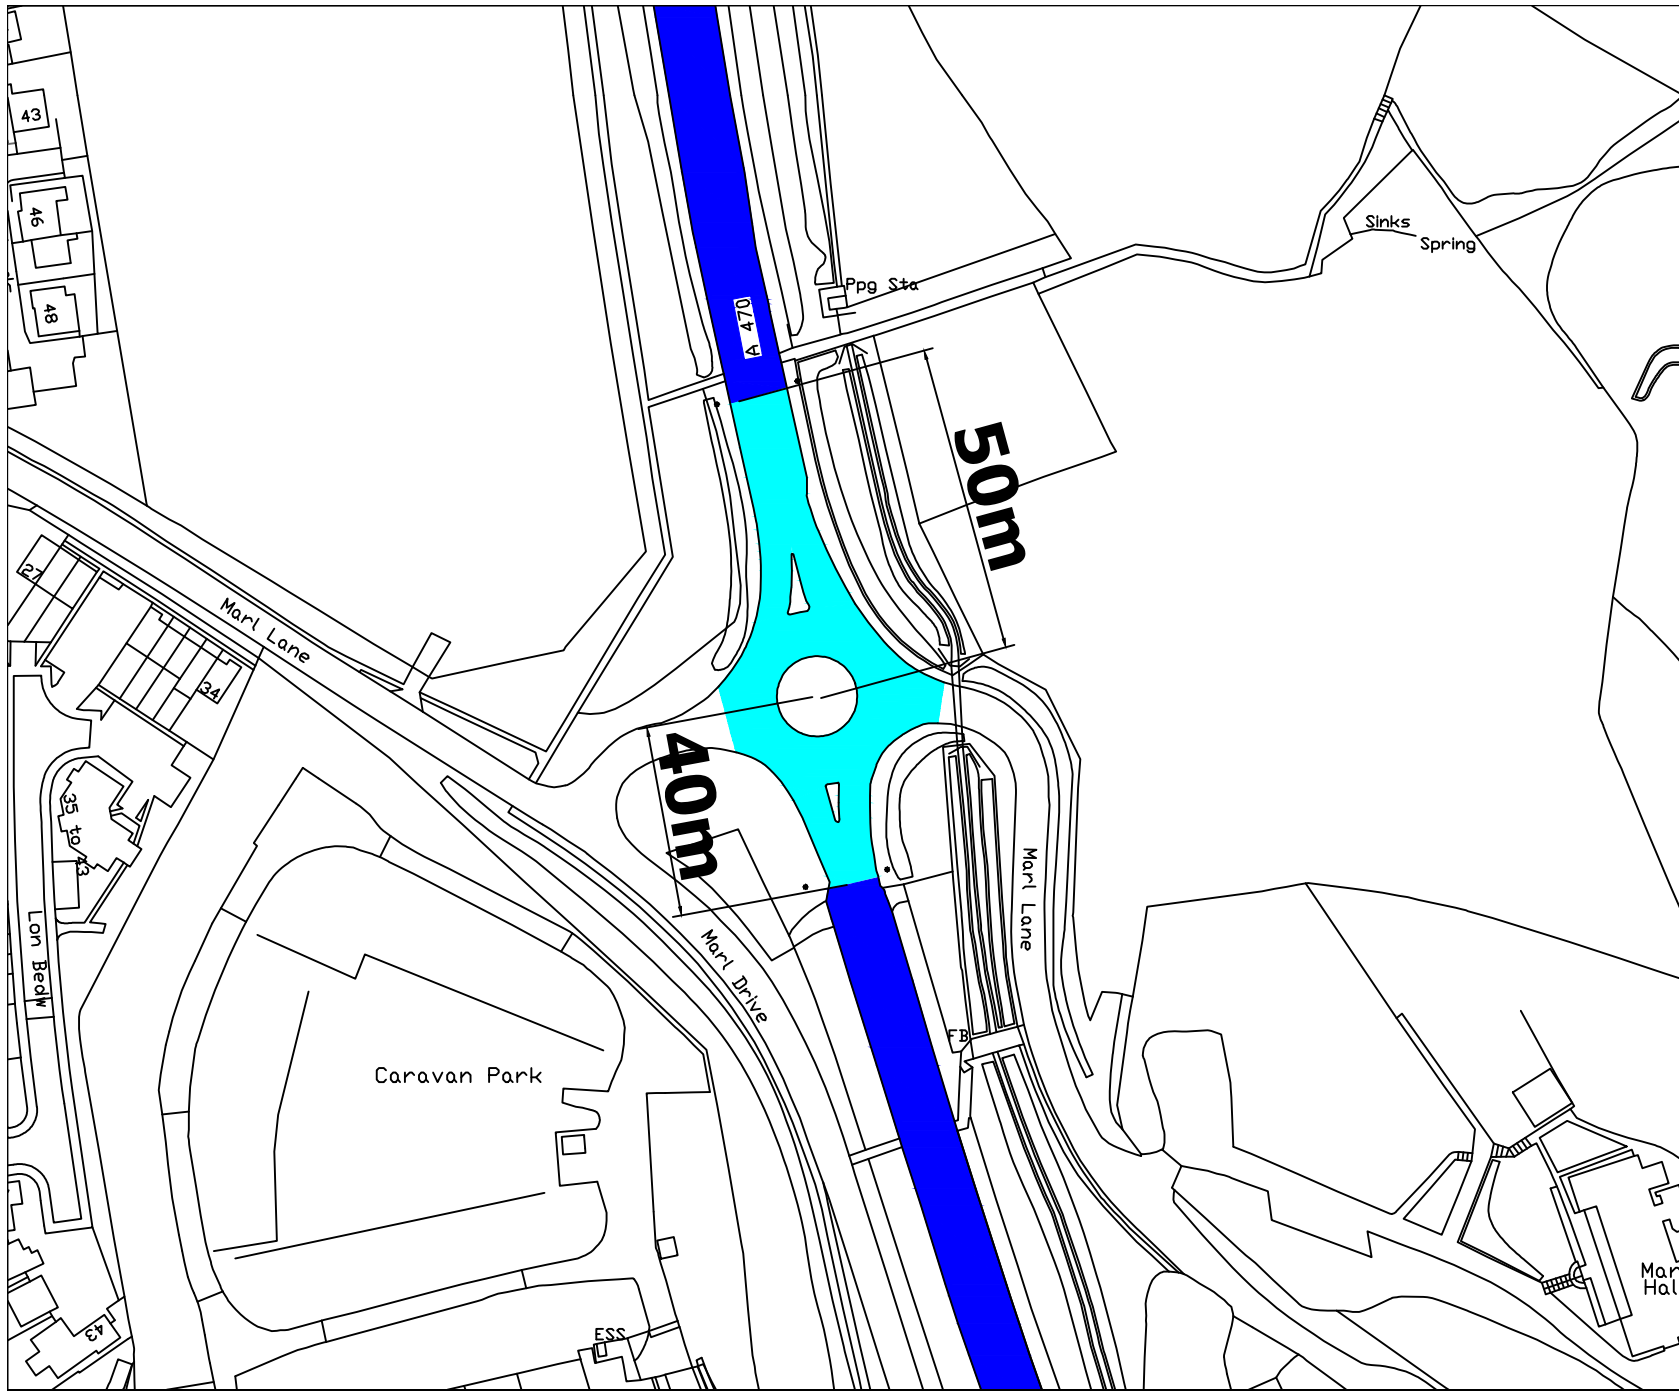 43
46
48
Sinks
Spring
Ppg Sta
A 470
50m
27
Marl Lane
34
40m
35 to 43
Marl Lane
Lon Bedw
Marl Drive
FB
Caravan Park
Mar
Hal
43
ESS